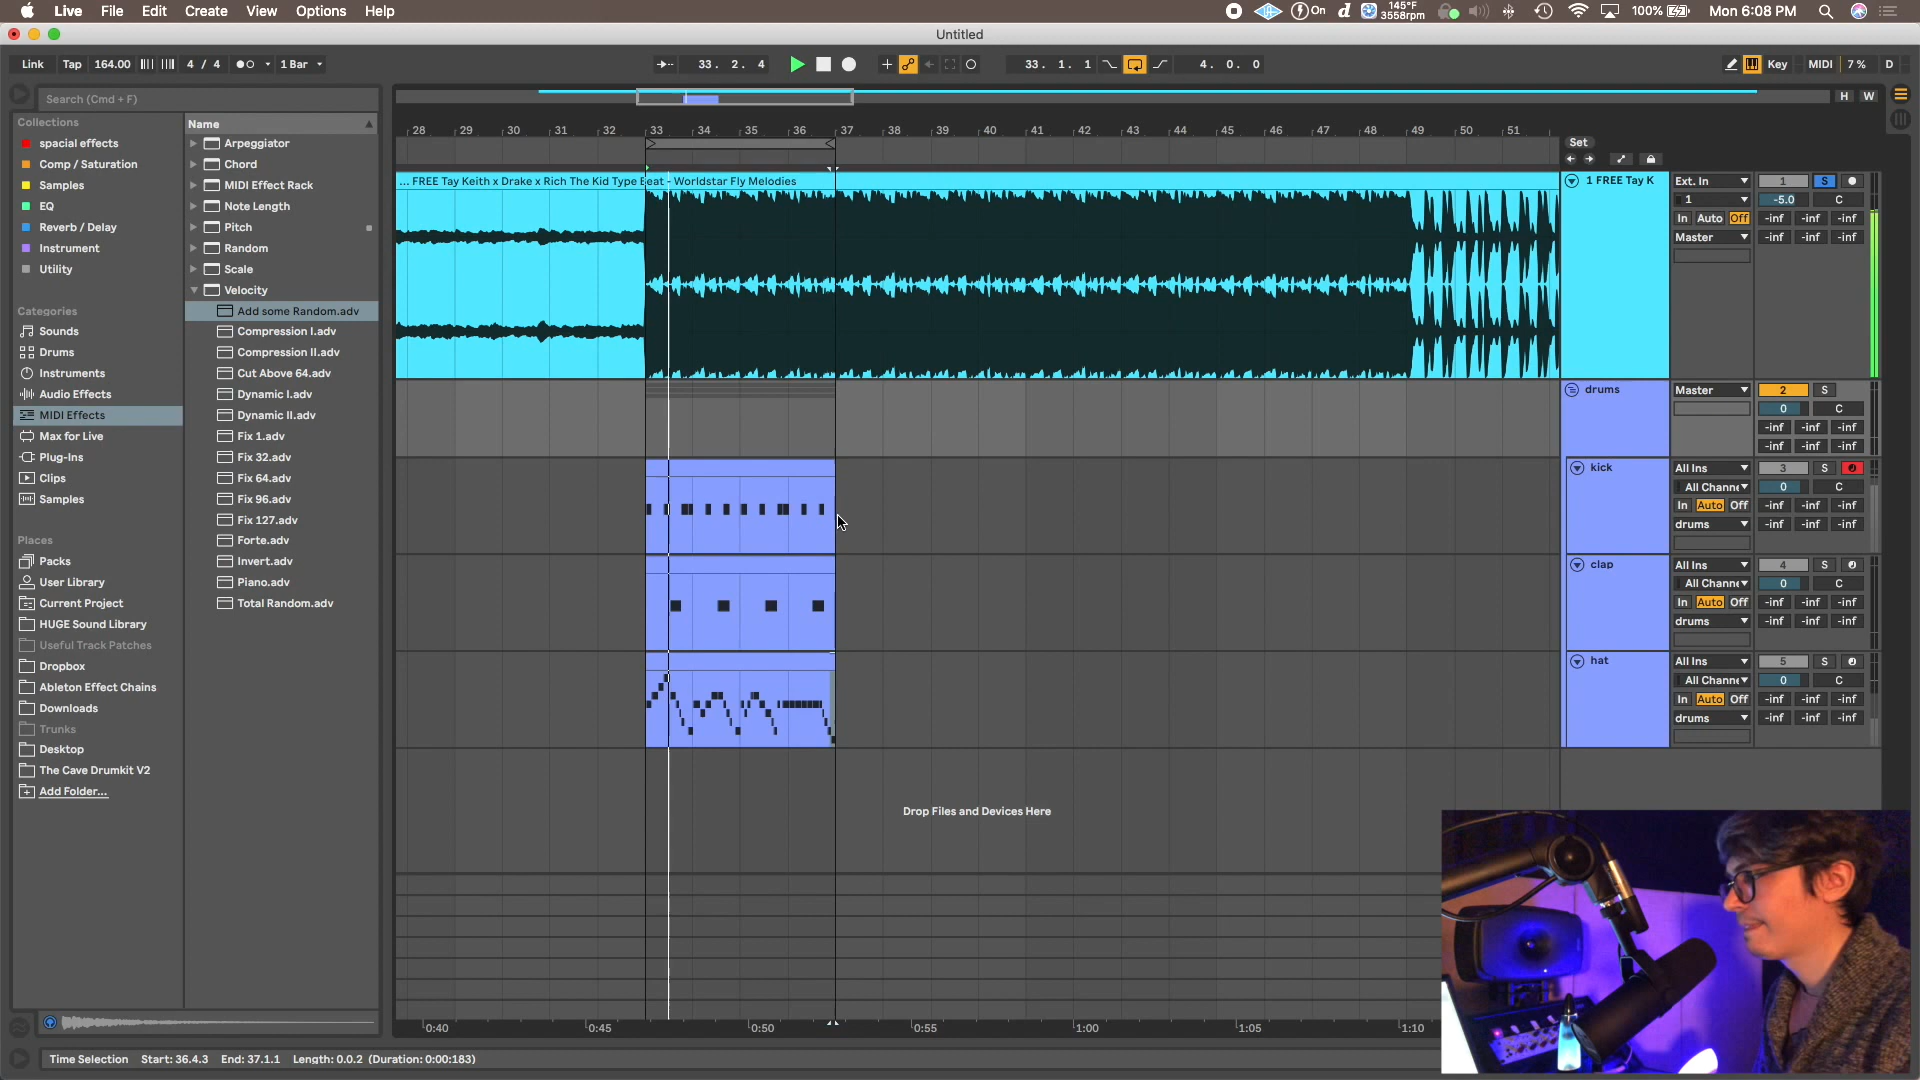 Live File Edit Create View Options Help
On d 145°F 3558rpm 100% Mon 6:08 PM
Untitled
Link Tap 164.00 4 / 4 1 Bar
33. 2. 4
33. 1. 1
4. 0. 0
Key MIDI 7 % D
Search (Cmd + F)
H W
Collections
spacial effects
Comp / Saturation
Samples
EQ
Reverb / Delay
Instrument
Utility
Categories
Sounds
Drums
Instruments
Audio Effects
MIDI Effects
Max for Live
Plug-Ins
Clips
Samples
Places
Packs
User Library
Current Project
HUGE Sound Library
Useful Track Patches
Dropbox
Ableton Effect Chains
Downloads
Trunks
Desktop
The Cave Drumkit V2
Add Folder...
Name
Arpeggiator
Chord
MIDI Effect Rack
Note Length
Pitch
Random
Scale
Velocity
Add some Random.adv
Compression I.adv
Compression II.adv
Cut Above 64.adv
Dynamic I.adv
Dynamic II.adv
Fix 1.adv
Fix 32.adv
Fix 64.adv
Fix 96.adv
Fix 127.adv
Forte.adv
Invert.adv
Piano.adv
Total Random.adv
28 29 30 31 32 33 34 35 36 37 38 39 40 41 42 43 44 45 46 47 48 49 50 51
Set
... FREE Tay Keith x Drake x Rich The Kid Type Beat - Worldstar Fly Melodies
1 FREE Tay K Ext. In 1 S
1 -5.0 C
In Auto Off -inf -inf -inf
Master -inf -inf -inf
drums Master 2 S
0 C
-inf -inf -inf
-inf -inf -inf
kick All Ins 3 S
All Channe 0 C
In Auto Off -inf -inf -inf
drums -inf -inf -inf
clap All Ins 4 S
All Channe 0 C
In Auto Off -inf -inf -inf
drums -inf -inf -inf
hat All Ins 5 S
All Channe 0 C
In Auto Off -inf -inf -inf
drums -inf -inf -inf
Drop Files and Devices Here
0:40 0:45 0:50 0:55 1:00 1:05 1:10
Time Selection Start: 36.4.3 End: 37.1.1 Length: 0.0.2 (Duration: 0:00:183)